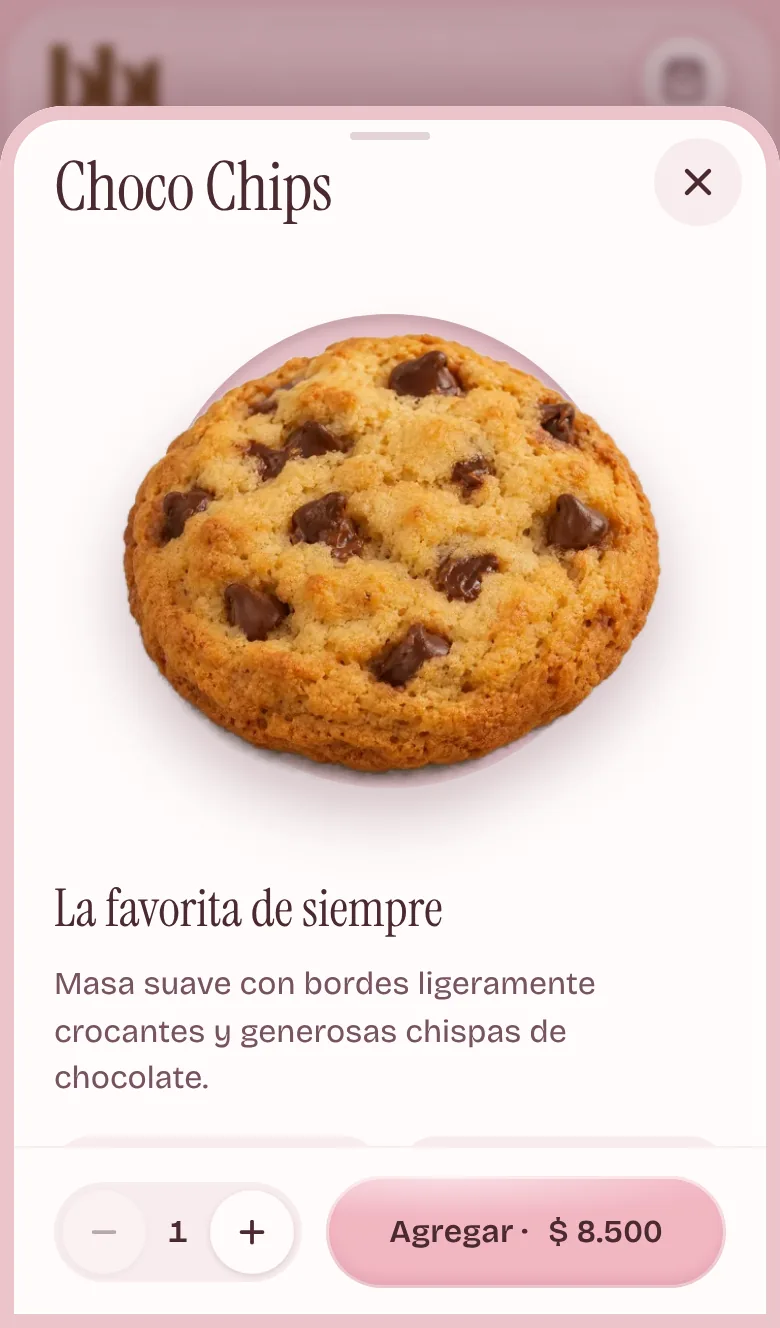 Choco Chips
La favorita de siempre
Masa suave con bordes ligeramente
crocantes y generosas chispas de
chocolate.
1
Agregar · $ 8.500